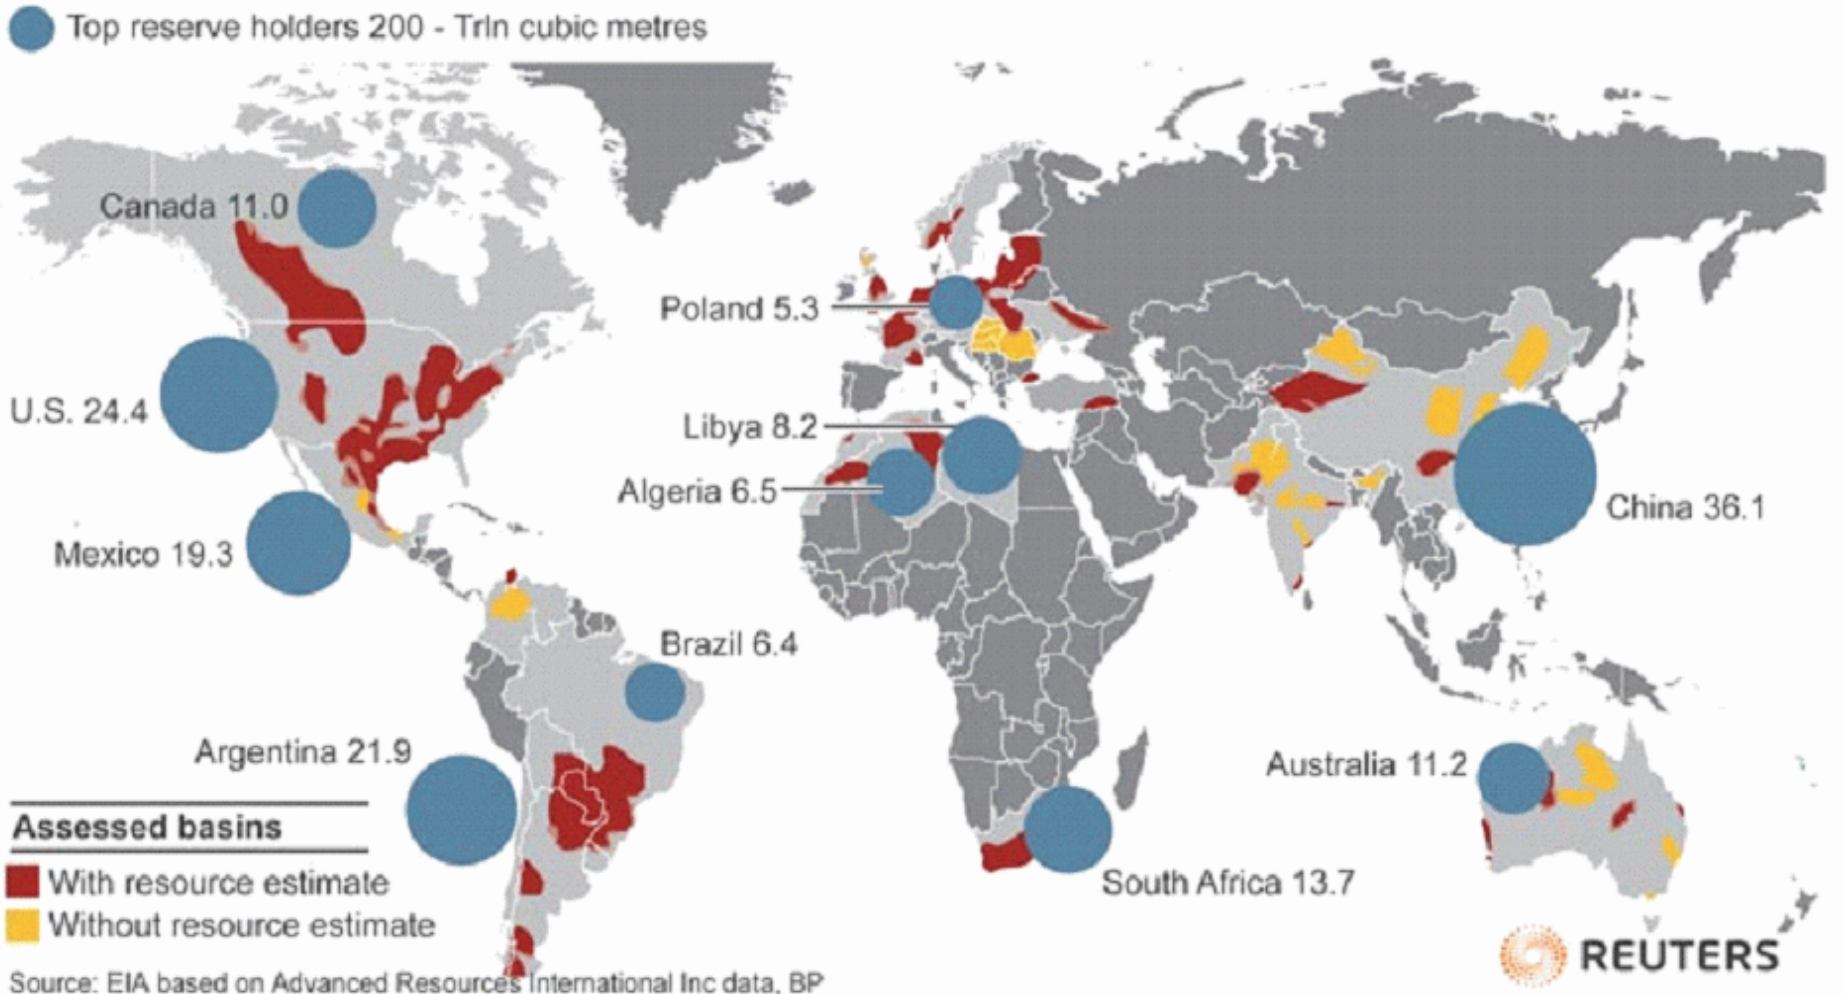 Top reserve holders 200 - Trln cubic metres
Canada 11.0
Poland 5.3
U.S. 24.4
Libya 8.2
Algeria 6.5
China 36.1
Mexico 19.3
Brazil 6.4
Argentina 21.9
Australia 11.2
South Africa 13.7
Assessed basins
With resource estimate
Without resource estimate
REUTERS
Source: EIA based on Advanced Resources International Inc data, BP